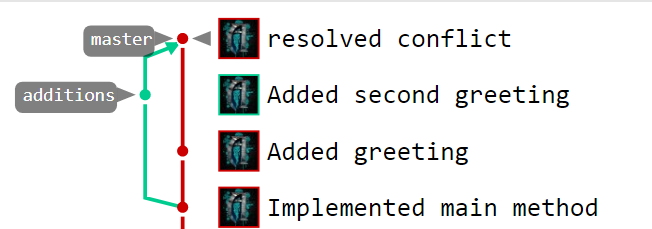 master resolved conflict
additions Added second greeting
Added greeting
Implemented main method